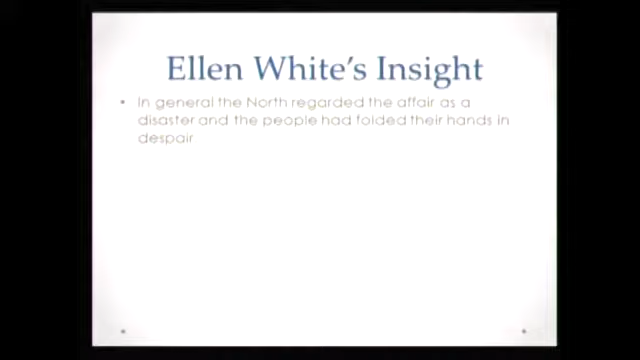 Ellen White's Insight
• In general the North regarded the affair as a
disaster and the people had folded their hands in
despair